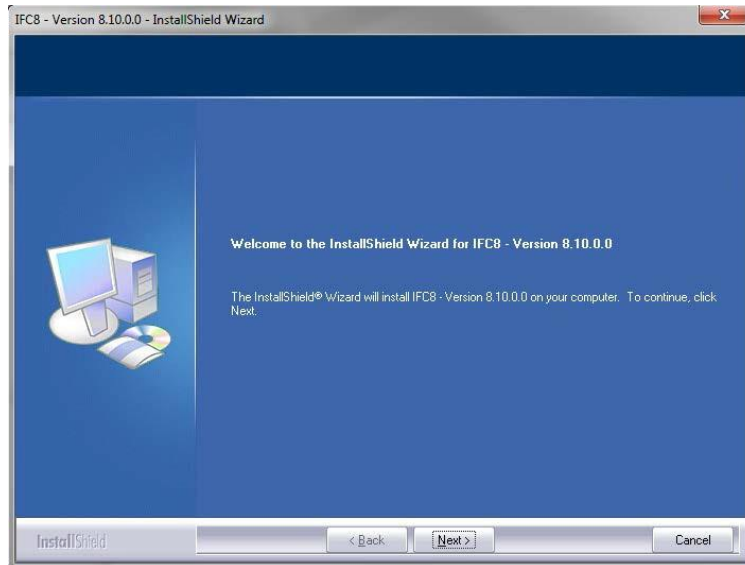 IFC8 - Version 8.10.0.0 - InstallShield Wizard
Welcome to the InstallShield Wizard for IFC8 - Version 8.10.0.0
The InstallShield® Wizard will install IFC8 - Version 8.10.0.0 on your computer. To continue, click
Next.
InstallShield
< Back
Next >
Cancel